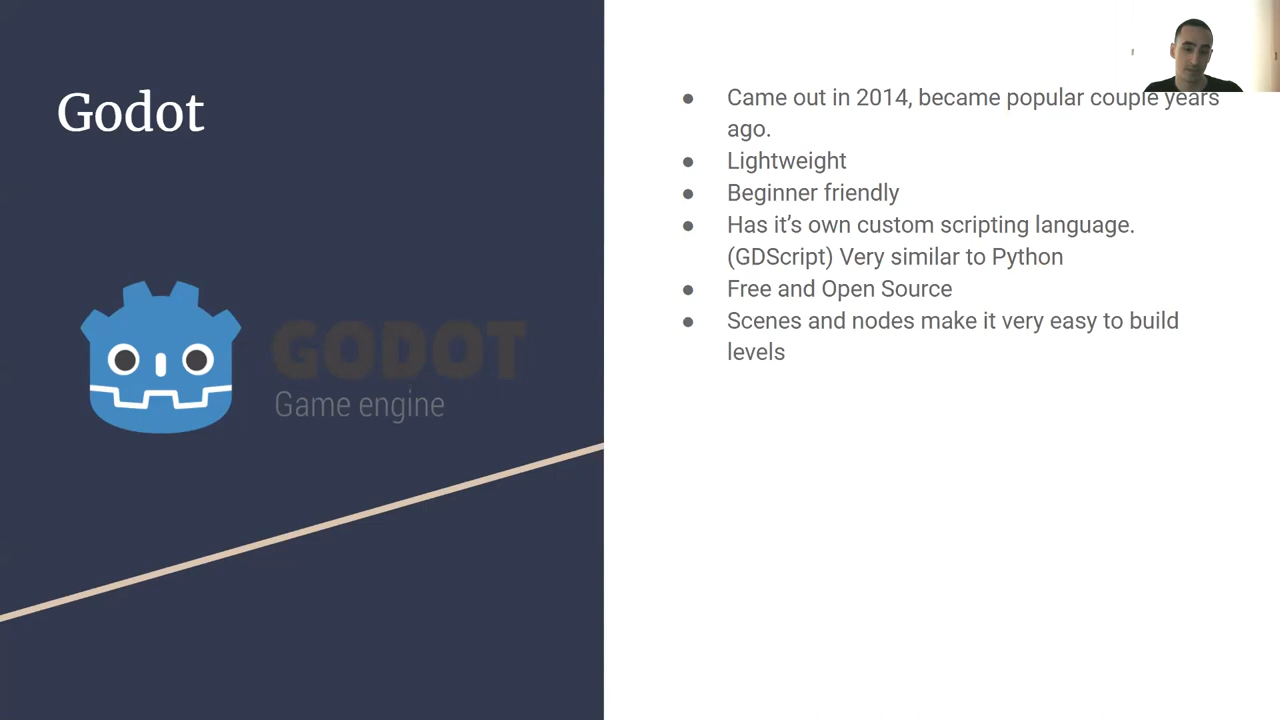 Godot
GODOT
Game engine
● Came out in 2014, became popular couple years
ago.
● Lightweight
● Beginner friendly
● Has it’s own custom scripting language.
(GDScript) Very similar to Python
● Free and Open Source
● Scenes and nodes make it very easy to build
levels